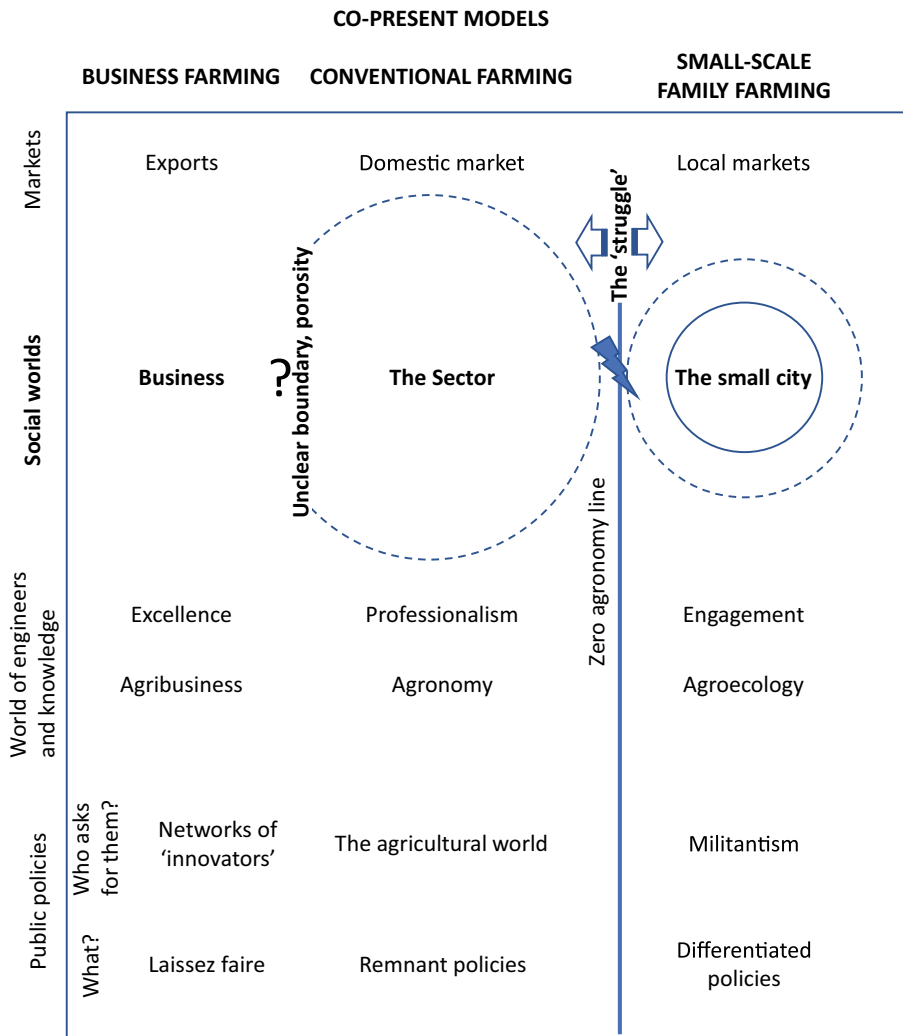 CO-PRESENT MODELS
BUSINESS FARMING
CONVENTIONAL FARMING
SMALL-SCALE
FAMILY FARMING
Markets
Exports
Domestic market
Local markets
The ‘struggle’
Social worlds
Business
?
Unclear boundary, porosity
The Sector
The small city
Zero agronomy line
World of engineers
and knowledge
Excellence
Professionalism
Engagement
Agribusiness
Agronomy
Agroecology
Public policies
Who asks
for them?
Networks of
‘innovators’
The agricultural world
Militantism
What?
Laissez faire
Remnant policies
Differentiated
policies